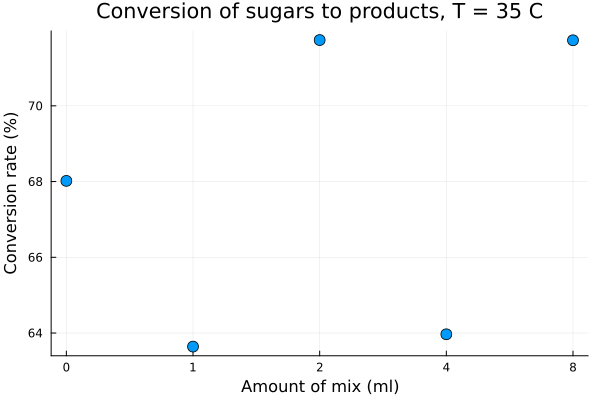 Conversion of sugars to products, T = 35 C
Conversion rate (%)
70
68
66
64
0 1 2 4 8
Amount of mix (ml)